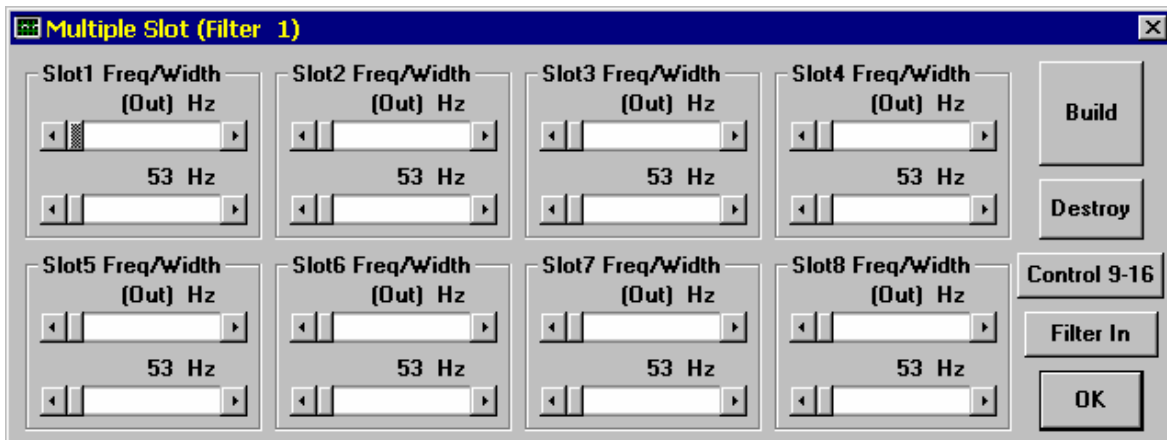 Multiple Slot (Filter 1)
Slot1 Freq/Width
(Out) Hz
53 Hz
Slot2 Freq/Width
(Out) Hz
53 Hz
Slot3 Freq/Width
(Out) Hz
53 Hz
Slot4 Freq/Width
(Out) Hz
53 Hz
Build
Destroy
Slot5 Freq/Width
(Out) Hz
53 Hz
Slot6 Freq/Width
(Out) Hz
53 Hz
Slot7 Freq/Width
(Out) Hz
53 Hz
Slot8 Freq/Width
(Out) Hz
53 Hz
Control 9-16
Filter In
OK